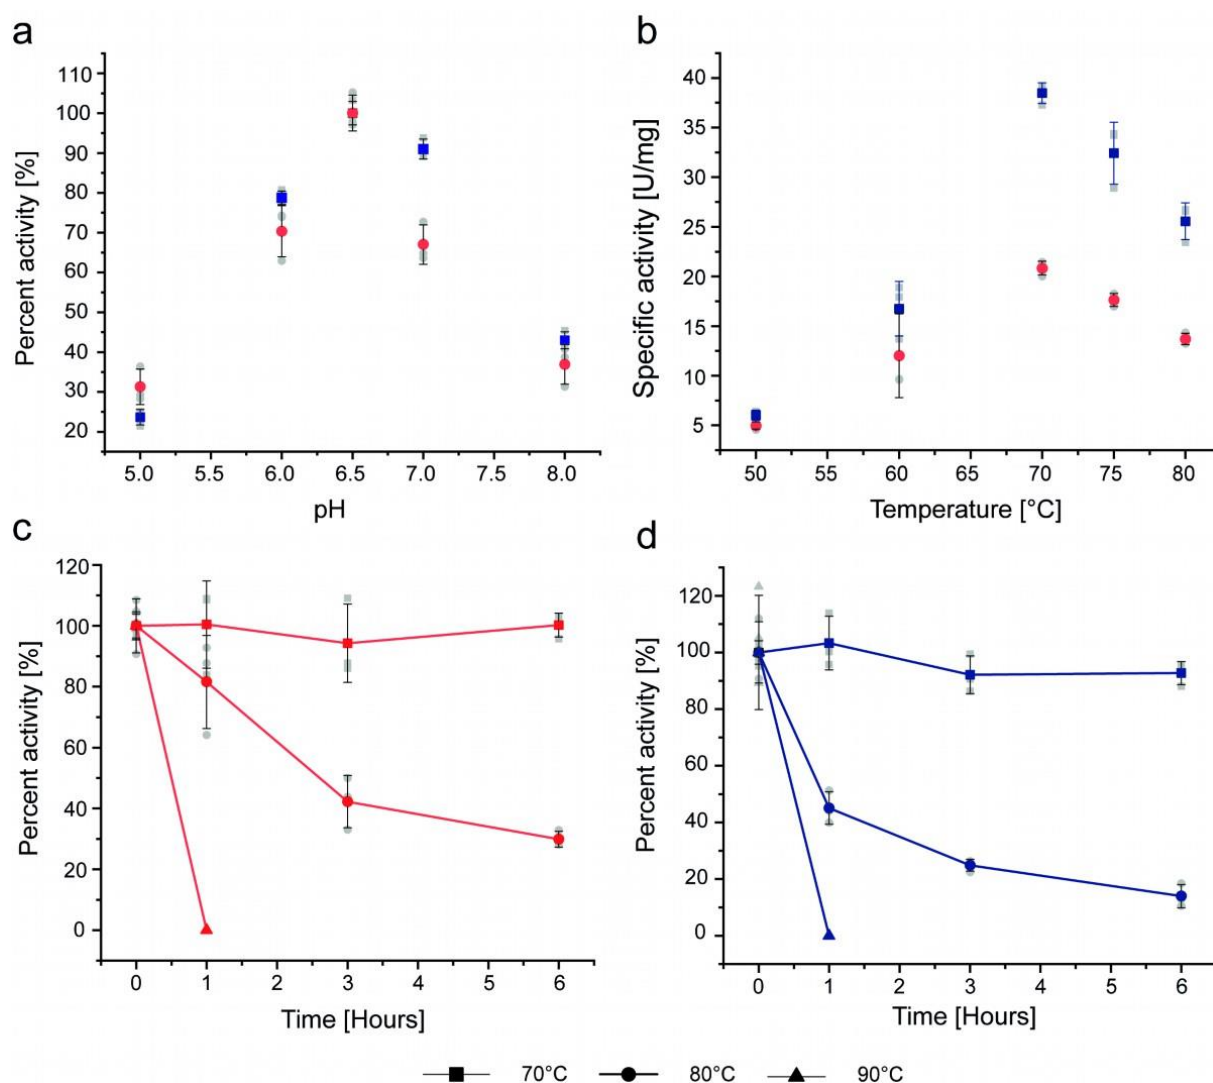 a
Percent activity [%]
110
100
90
80
70
60
50
40
30
20
5.0 5.5 6.0 6.5 7.0 7.5 8.0
pH
b
Specific activity [U/mg]
40
35
30
25
20
15
10
5
50 55 60 65 70 75 80
Temperature [°C]
c
Percent activity [%]
120
100
80
60
40
20
0
0 1 2 3 4 5 6
Time [Hours]
d
Percent activity [%]
120
100
80
60
40
20
0
0 1 2 3 4 5 6
Time [Hours]
70°C 80°C 90°C